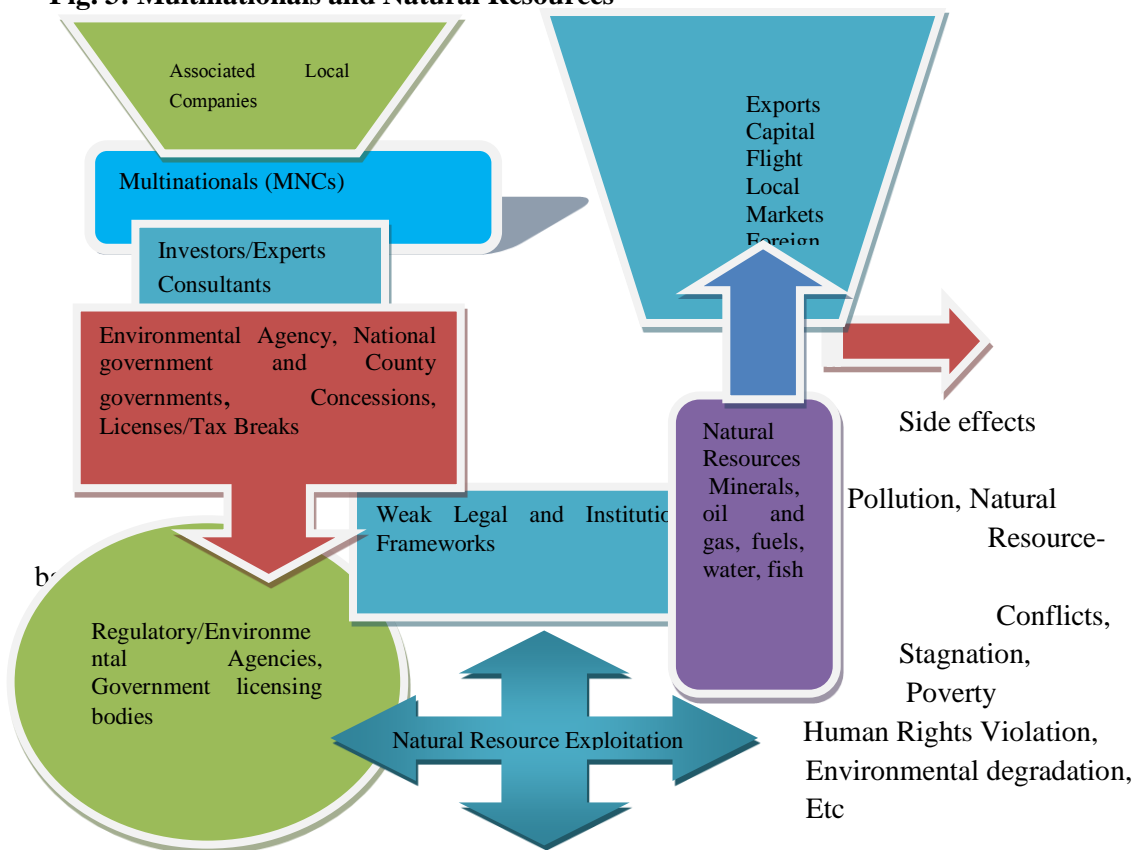 Fig. 3: Multinationals and Natural Resources
Associated Local
Companies
Multinationals (MNCs)
Investors/Experts
Consultants
Environmental Agency, National
government and County
governments, Concessions,
Licenses/Tax Breaks
Regulatory/Environme
ntal Agencies,
Government licensing
bodies
Weak Legal and Institutio
Frameworks
Natural Resource Exploitation
Natural
Resources
Minerals,
oil and
gas, fuels,
water, fish
Exports
Capital
Flight
Local
Markets
Foreign
Side effects
Pollution, Natural
Resource-
Conflicts,
Stagnation,
Poverty
Human Rights Violation,
Environmental degradation,
Etc